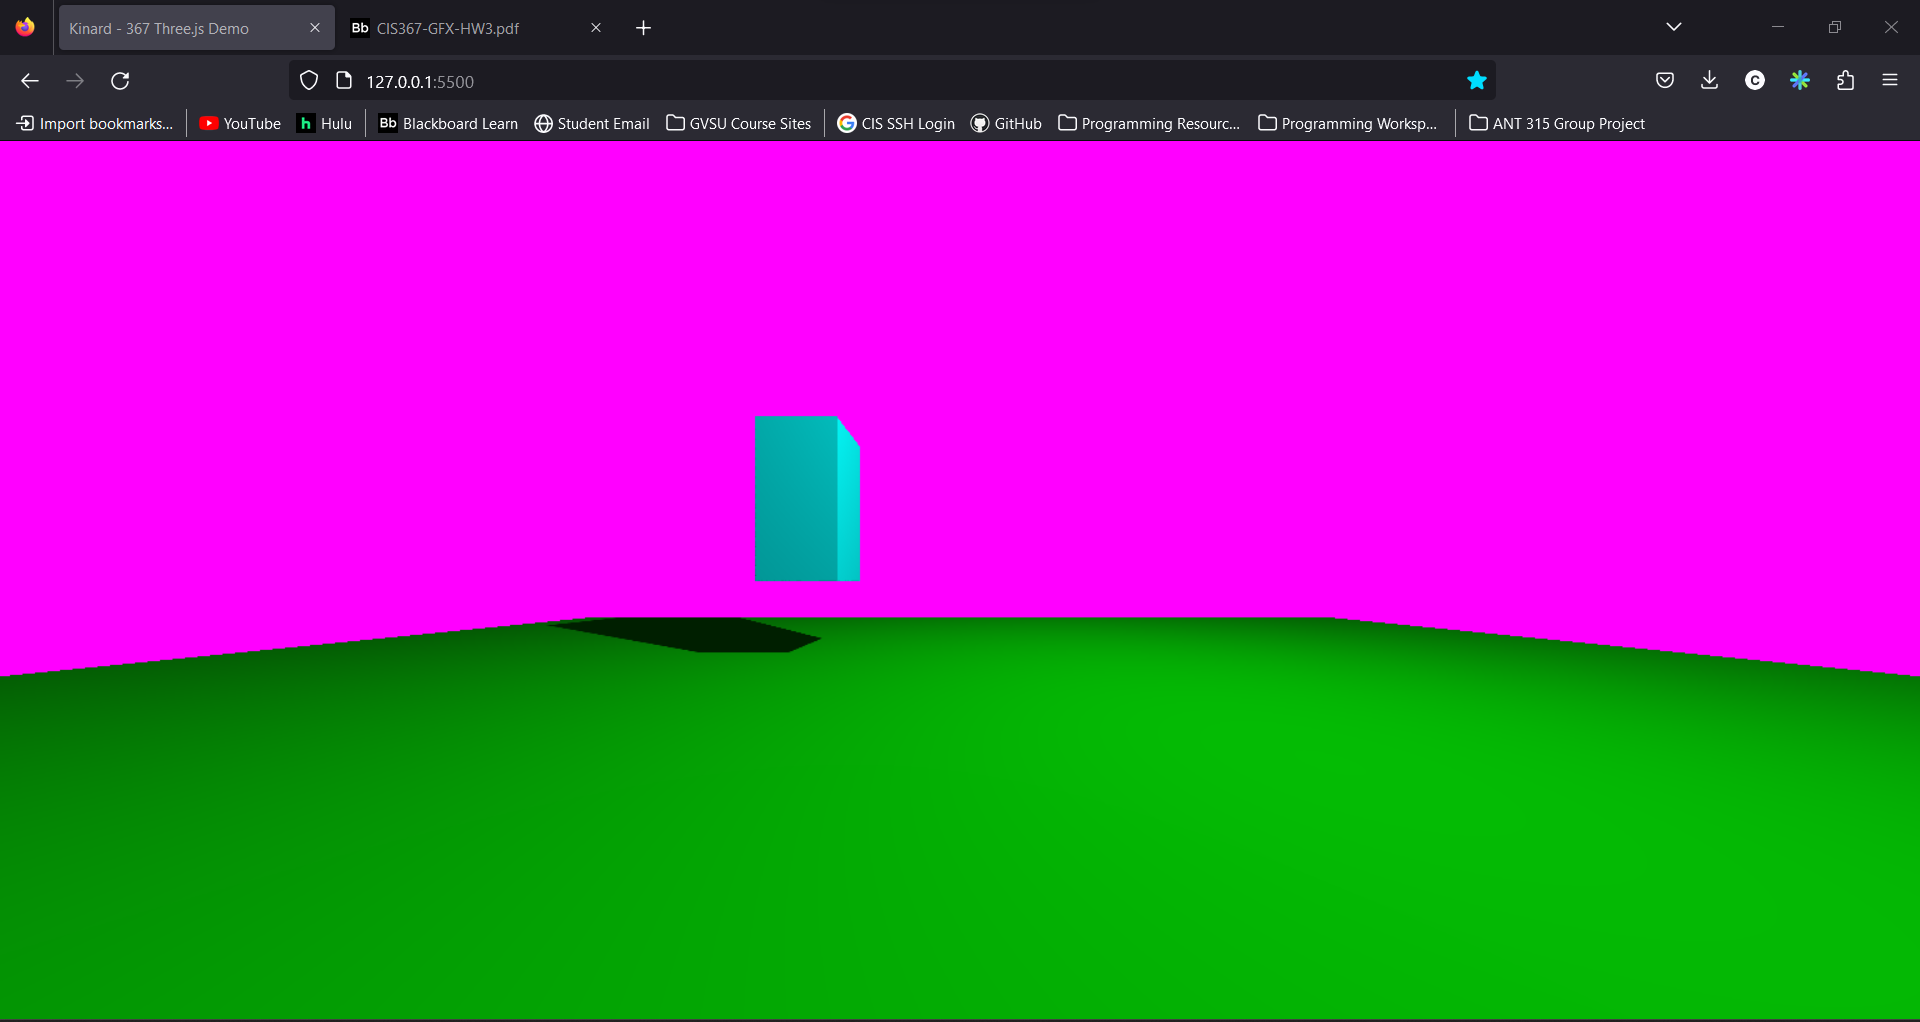 Kinard - 367 Three.js Demo
Bb CIS367-GFX-HW3.pdf
127.0.0.1:5500
C
Import bookmarks...
YouTube
h Hulu
Bb Blackboard Learn
Student Email
GVSU Course Sites
G CIS SSH Login
GitHub
Programming Resourc...
Programming Worksp...
ANT 315 Group Project